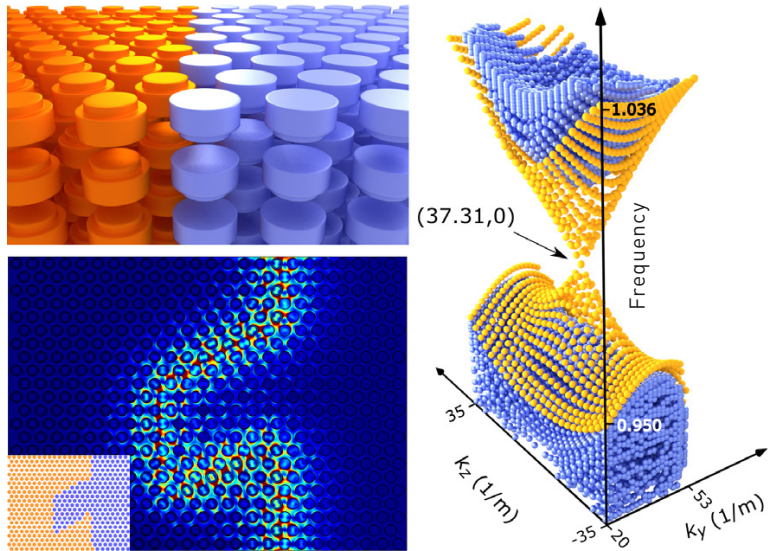 1.036
(37.31,0)
Frequency
0.950
35
k_z (1/m)
-35
20
53
k_y (1/m)